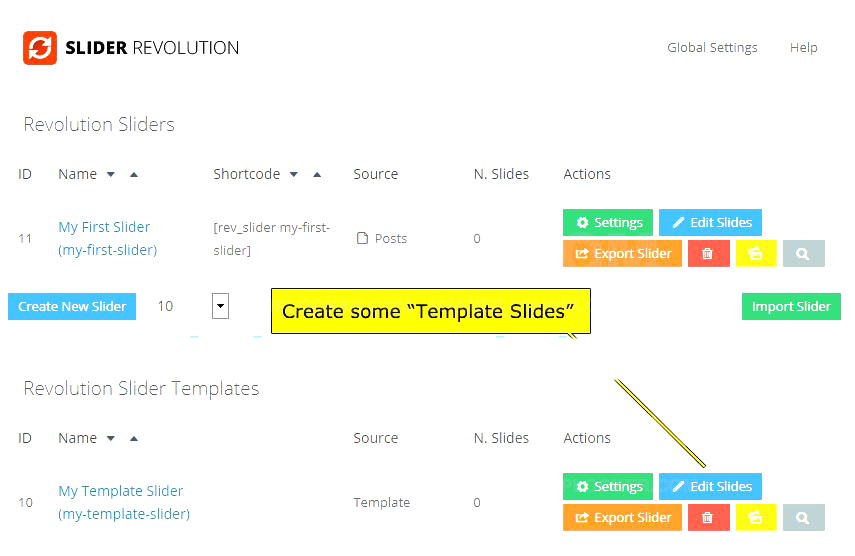 SLIDER REVOLUTION
Global Settings Help
Revolution Sliders
ID Name Shortcode Source N. Slides Actions
11 My First Slider (my-first-slider) [rev_slider my-first-slider] Posts 0 Settings Edit Slides
Export Slider
Create New Slider 10 Create some “Template Slides” Import Slider
Revolution Slider Templates
ID Name Source N. Slides Actions
10 My Template Slider (my-template-slider) Template 0 Settings Edit Slides
Export Slider